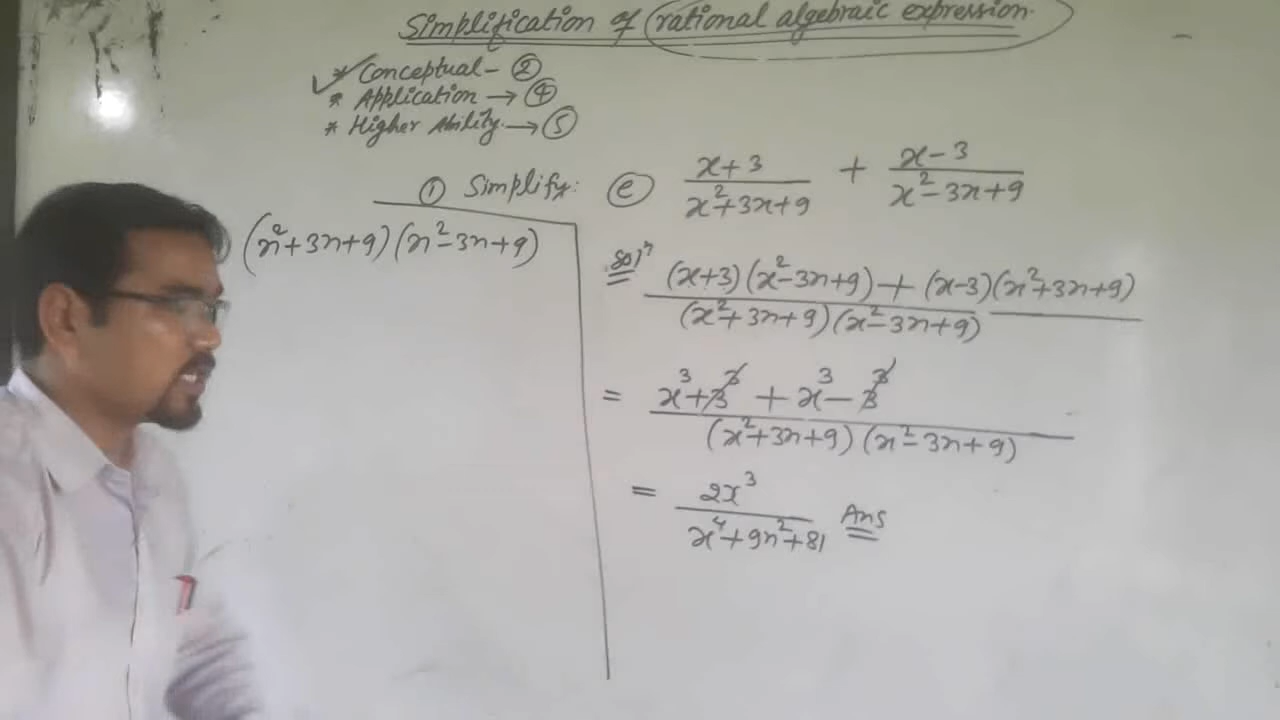 Simplification of rational algebraic expression.
* Conceptual - ②
* Application → ④
* Higher Ability. → ⑤
① Simplify: ⓔ (x+3)/(x²+3x+9) + (x-3)/(x²-3x+9)
(x²+3x+9)(x²-3x+9)
Solⁿ ((x+3)(x²-3x+9) + (x-3)(x²+3x+9))/((x²+3x+9)(x²-3x+9))
= (x³+3³ + x³-3³)/((x²+3x+9)(x²-3x+9))
= 2x³/(x⁴+9x²+81) Ans